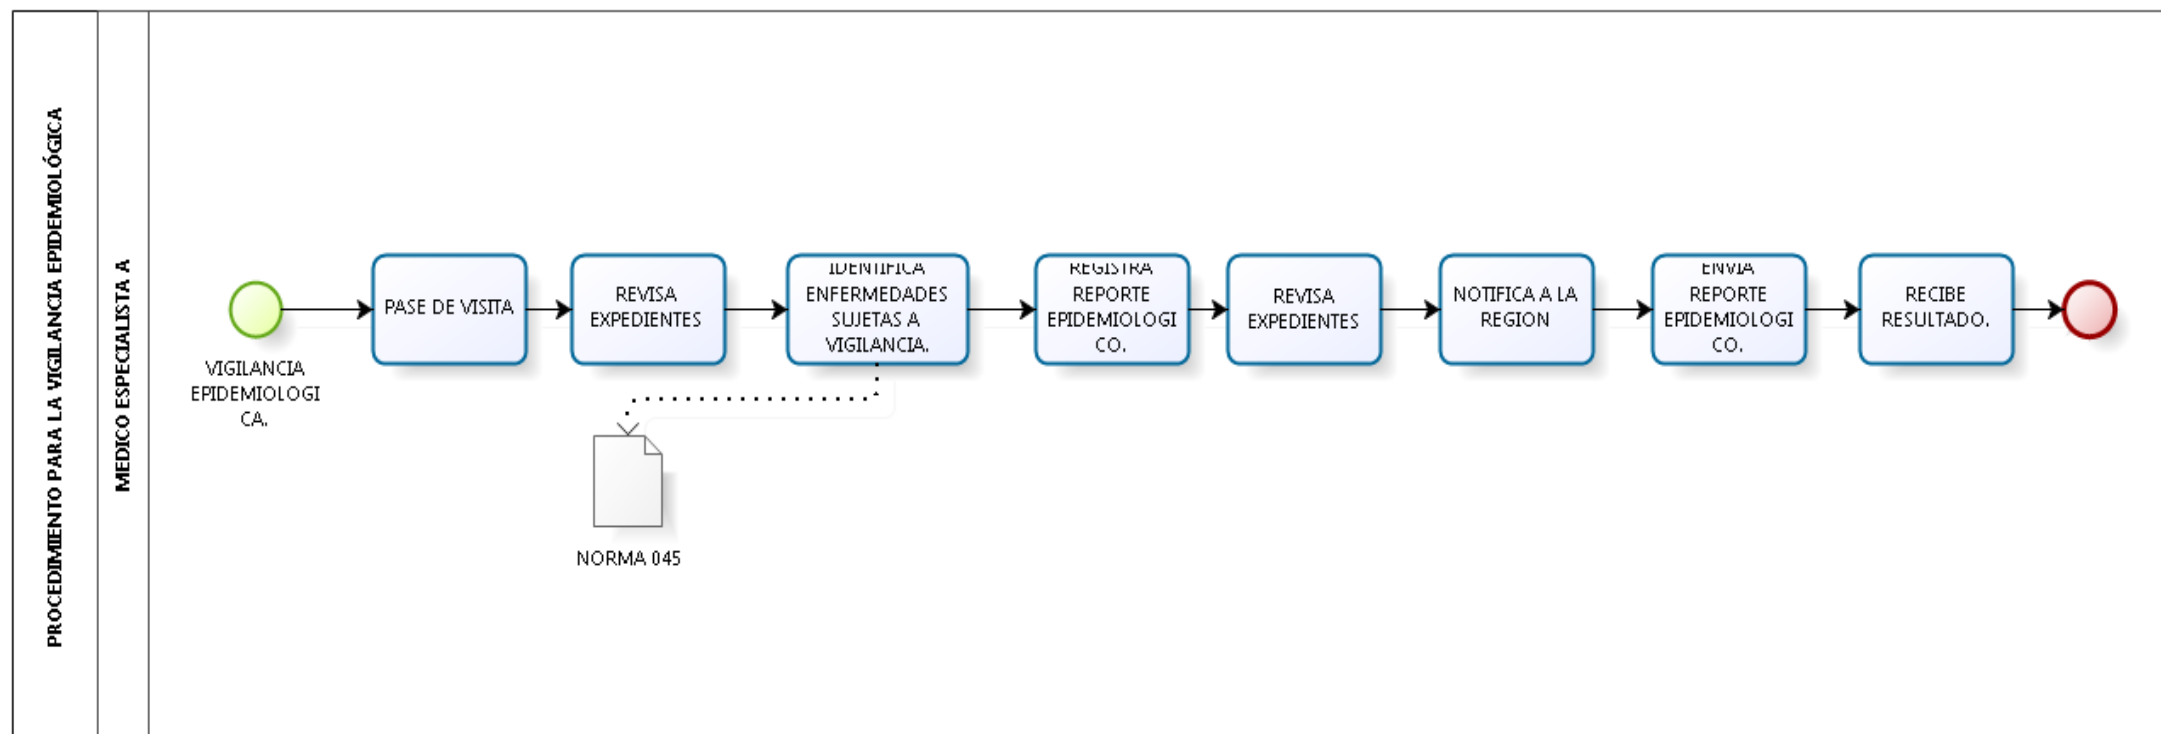 PROCEDIMIENTO PARA LA VIGILANCIA EPIDEMIOLÓGICA
MEDICO ESPECIALISTA A
VIGILANCIA
EPIDEMIOLOGI
CA.
PASE DE VISITA
REVISA
EXPEDIENTES
IDENTIFICA
ENFERMEDADES
SUJETAS A
VIGILANCIA.
NORMA 045
REGISTRA
REPORTE
EPIDEMIOLOGI
CO.
REVISA
EXPEDIENTES
NOTIFICA A LA
REGION
ENVIA
REPORTE
EPIDEMIOLOGI
CO.
RECIBE
RESULTADO.